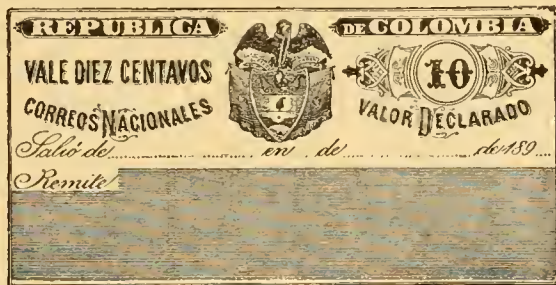 REPUBLICA DE COLOMBIA
VALE DIEZ CENTAVOS 10
CORREOS NACIONALES VALOR DECLARADO
Salió de en de de 189
Remite